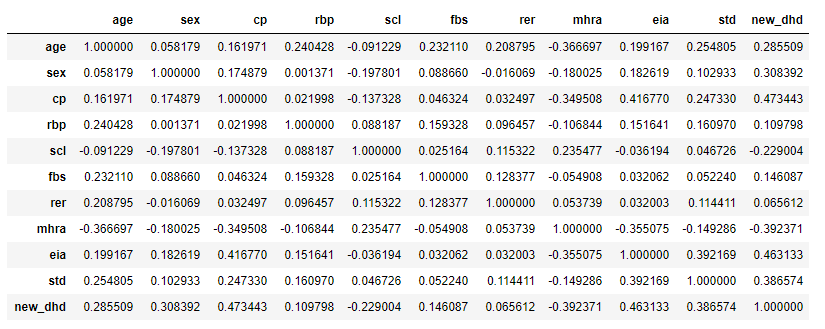 age sex cp rbp scl fbs rer mhra eia std new_dhd
age 1.000000 0.058179 0.161971 0.240428 -0.091229 0.232110 0.208795 -0.366697 0.199167 0.254805 0.285509
sex 0.058179 1.000000 0.174879 0.001371 -0.197801 0.088660 -0.016069 -0.180025 0.182619 0.102933 0.308392
cp 0.161971 0.174879 1.000000 0.021998 -0.137328 0.046324 0.032497 -0.349508 0.416770 0.247330 0.473443
rbp 0.240428 0.001371 0.021998 1.000000 0.088187 0.159328 0.096457 -0.106844 0.151641 0.160970 0.109798
scl -0.091229 -0.197801 -0.137328 0.088187 1.000000 0.025164 0.115322 0.235477 -0.036194 0.046726 -0.229004
fbs 0.232110 0.088660 0.046324 0.159328 0.025164 1.000000 0.128377 -0.054908 0.032062 0.052240 0.146087
rer 0.208795 -0.016069 0.032497 0.096457 0.115322 0.128377 1.000000 0.053739 0.032003 0.114411 0.065612
mhra -0.366697 -0.180025 -0.349508 -0.106844 0.235477 -0.054908 0.053739 1.000000 -0.355075 -0.149286 -0.392371
eia 0.199167 0.182619 0.416770 0.151641 -0.036194 0.032062 0.032003 -0.355075 1.000000 0.392169 0.463133
std 0.254805 0.102933 0.247330 0.160970 0.046726 0.052240 0.114411 -0.149286 0.392169 1.000000 0.386574
new_dhd 0.285509 0.308392 0.473443 0.109798 -0.229004 0.146087 0.065612 -0.392371 0.463133 0.386574 1.000000